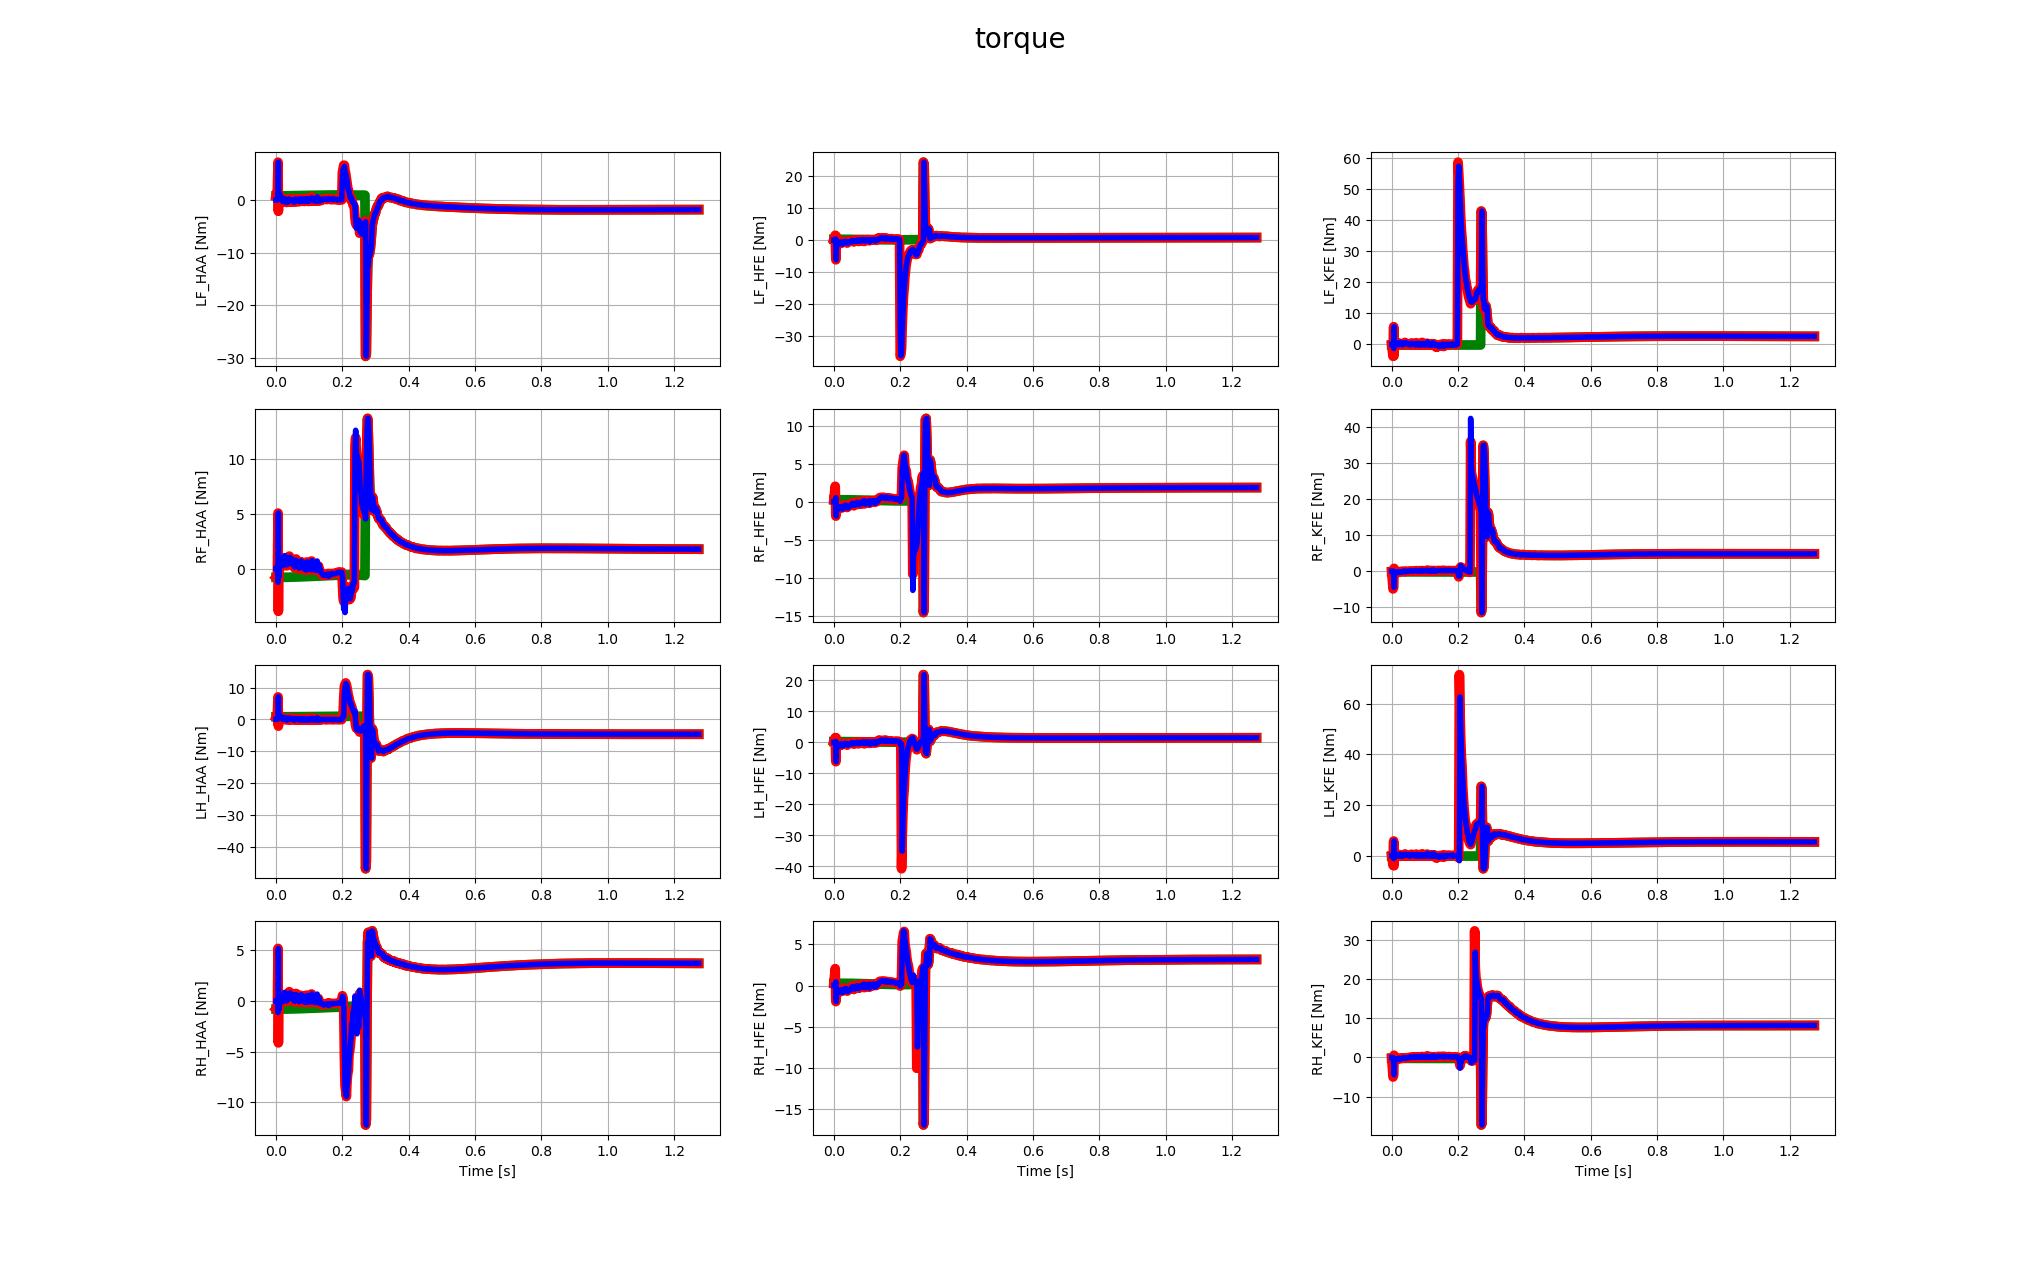 torque
LF_HAA [Nm]
0
−10
−20
−30
0.0 0.2 0.4 0.6 0.8 1.0 1.2
LF_HFE [Nm]
20
10
0
−10
−20
−30
0.0 0.2 0.4 0.6 0.8 1.0 1.2
LF_KFE [Nm]
60
50
40
30
20
10
0
0.0 0.2 0.4 0.6 0.8 1.0 1.2
RF_HAA [Nm]
10
5
0
0.0 0.2 0.4 0.6 0.8 1.0 1.2
RF_HFE [Nm]
10
5
0
−5
−10
−15
0.0 0.2 0.4 0.6 0.8 1.0 1.2
RF_KFE [Nm]
40
30
20
10
0
−10
0.0 0.2 0.4 0.6 0.8 1.0 1.2
LH_HAA [Nm]
10
0
−10
−20
−30
−40
0.0 0.2 0.4 0.6 0.8 1.0 1.2
LH_HFE [Nm]
20
10
0
−10
−20
−30
−40
0.0 0.2 0.4 0.6 0.8 1.0 1.2
LH_KFE [Nm]
60
40
20
0
0.0 0.2 0.4 0.6 0.8 1.0 1.2
RH_HAA [Nm]
5
0
−5
−10
0.0 0.2 0.4 0.6 0.8 1.0 1.2
Time [s]
RH_HFE [Nm]
5
0
−5
−10
−15
0.0 0.2 0.4 0.6 0.8 1.0 1.2
Time [s]
RH_KFE [Nm]
30
20
10
0
−10
0.0 0.2 0.4 0.6 0.8 1.0 1.2
Time [s]